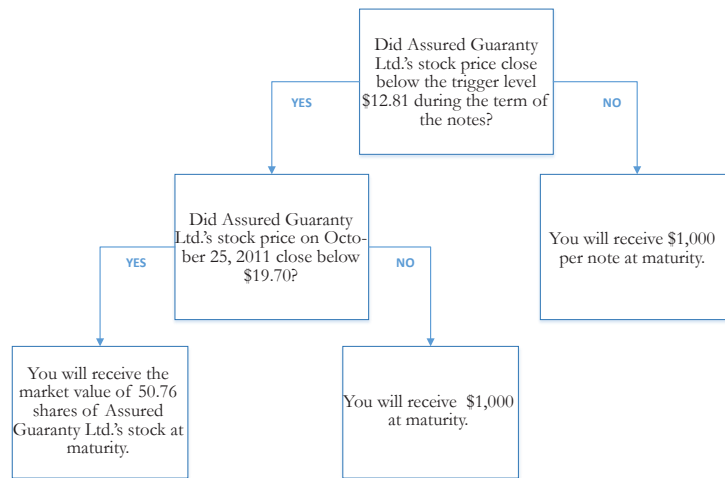 Did Assured Guaranty
Ltd.'s stock price close
below the trigger level
$12.81 during the term of
the notes?
YES
NO
Did Assured Guaranty
Ltd.'s stock price on Octo-
ber 25, 2011 close below
$19.70?
You will receive $1,000
per note at maturity.
YES
NO
You will receive the
market value of 50.76
shares of Assured
Guaranty Ltd.'s stock at
maturity.
You will receive $1,000
at maturity.